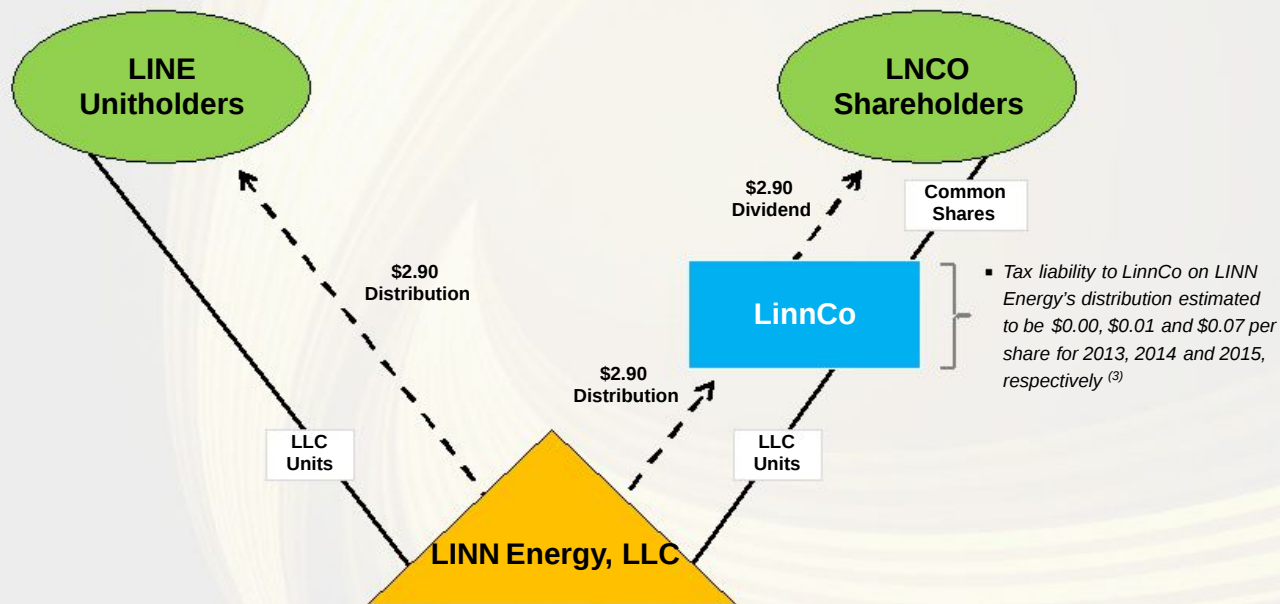 LINE
Unitholders
LNCO
Shareholders
$2.90
Dividend
Common
Shares
$2.90
Distribution
LinnCo
▪ Tax liability to LinnCo on LINN
Energy’s distribution estimated
to be $0.00, $0.01 and $0.07 per
share for 2013, 2014 and 2015,
respectively (3)
$2.90
Distribution
LLC
Units
LLC
Units
LINN Energy, LLC